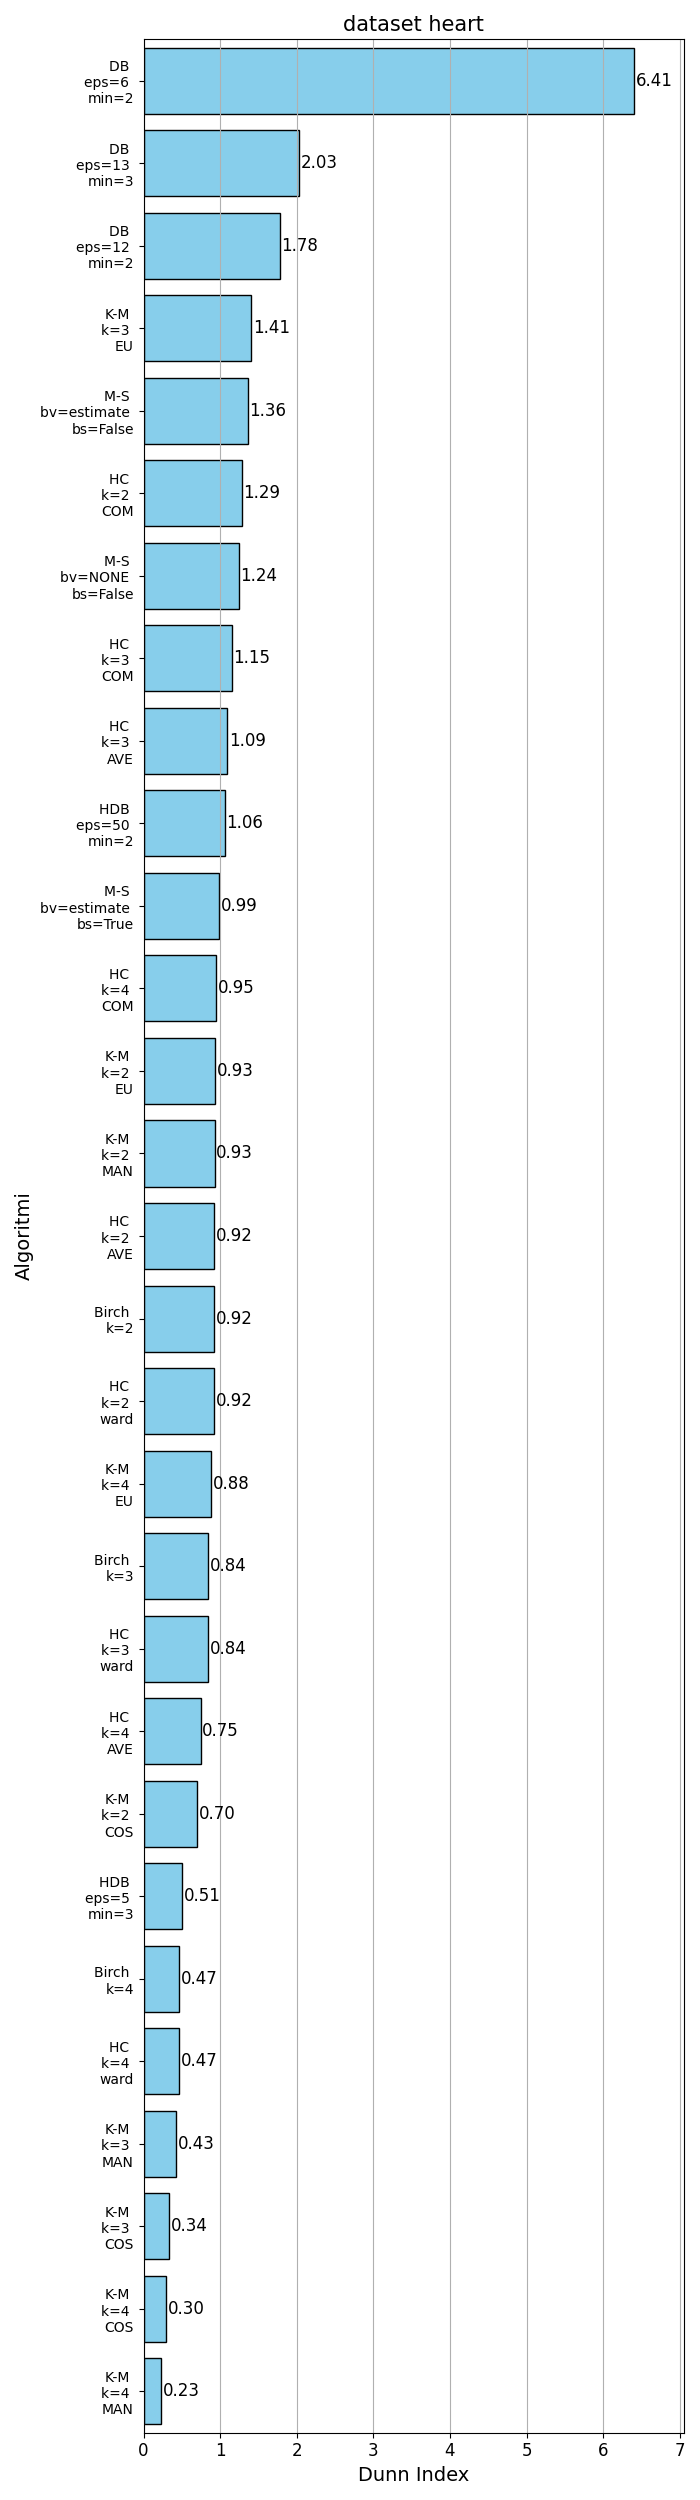 dataset heart
DB
eps=6
min=2
6.41
DB
eps=13
min=3
2.03
DB
eps=12
min=2
1.78
K-M
k=3
EU
1.41
M-S
bv=estimate
bs=False
1.36
HC
k=2
COM
1.29
M-S
bv=NONE
bs=False
1.24
HC
k=3
COM
1.15
HC
k=3
AVE
1.09
HDB
eps=50
min=2
1.06
M-S
bv=estimate
bs=True
0.99
HC
k=4
COM
0.95
K-M
k=2
EU
0.93
K-M
k=2
MAN
0.93
HC
k=2
AVE
0.92
Birch
k=2
0.92
HC
k=2
ward
0.92
K-M
k=4
EU
0.88
Birch
k=3
0.84
HC
k=3
ward
0.84
HC
k=4
AVE
0.75
K-M
k=2
COS
0.70
HDB
eps=5
min=3
0.51
Birch
k=4
0.47
HC
k=4
ward
0.47
K-M
k=3
MAN
0.43
K-M
k=3
COS
0.34
K-M
k=4
COS
0.30
K-M
k=4
MAN
0.23
Algoritmi
0 1 2 3 4 5 6 7
Dunn Index